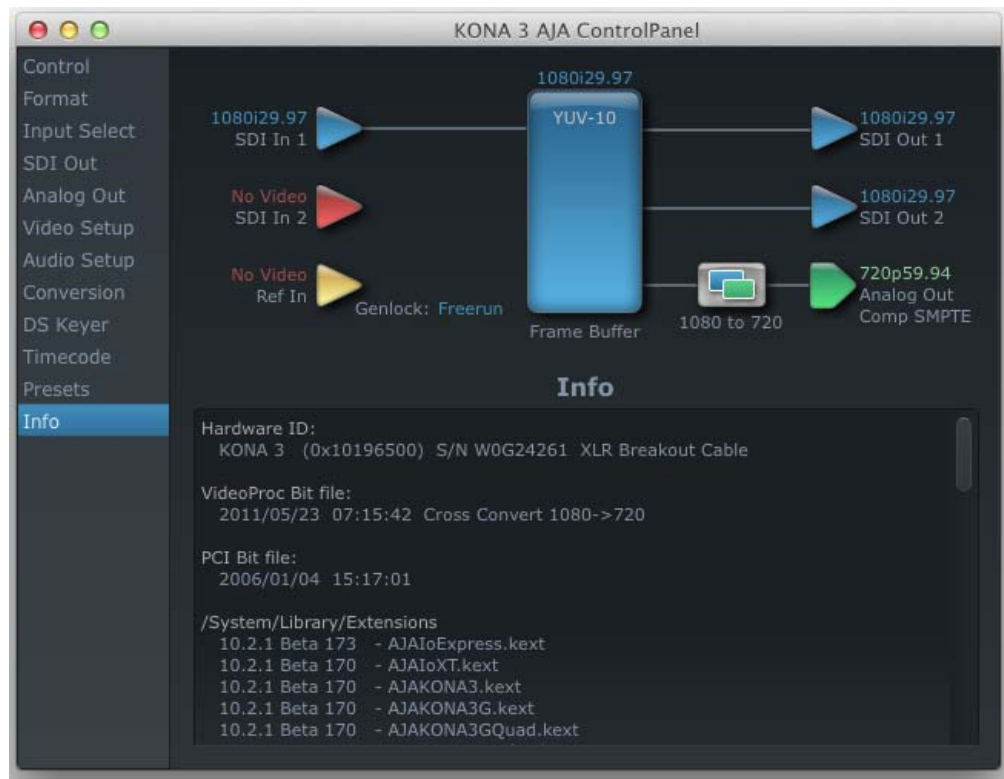 KONA 3 AJA ControlPanel
Control
Format
Input Select
SDI Out
Analog Out
Video Setup
Audio Setup
Conversion
DS Keyer
Timecode
Presets
Info
1080i29.97
YUV-10
Frame Buffer
1080i29.97
SDI In 1
No Video
SDI In 2
No Video
Ref In
Genlock: Freerun
1080i29.97
SDI Out 1
1080i29.97
SDI Out 2
1080 to 720
720p59.94
Analog Out
Comp SMPTE
Info
Hardware ID:
KONA 3 (0x10196500) S/N W0G24261 XLR Breakout Cable
VideoProc Bit file:
2011/05/23 07:15:42 Cross Convert 1080->720
PCI Bit file:
2006/01/04 15:17:01
/System/Library/Extensions
10.2.1 Beta 173 - AJAIoExpress.kext
10.2.1 Beta 170 - AJAIoXT.kext
10.2.1 Beta 170 - AJAKONA3.kext
10.2.1 Beta 170 - AJAKONA3G.kext
10.2.1 Beta 170 - AJAKONA3GQuad.kext